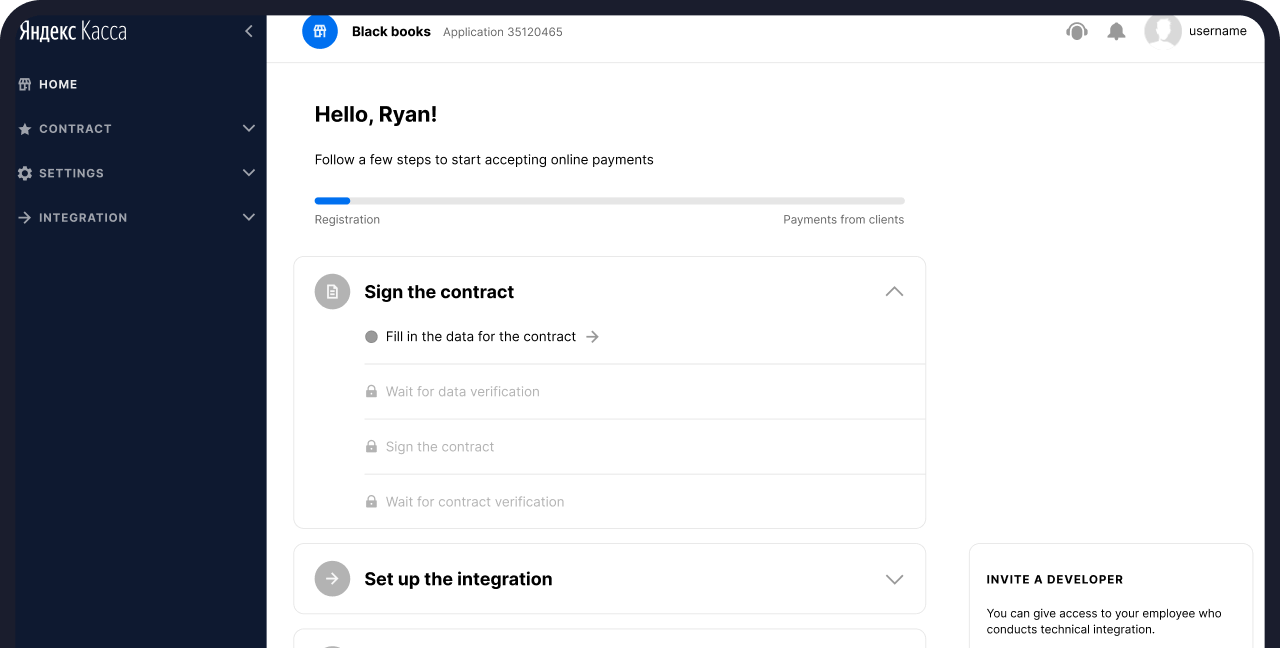 Яндекс Касса
Black books Application 35120465
username
HOME
CONTRACT
SETTINGS
INTEGRATION
Hello, Ryan!
Follow a few steps to start accepting online payments
Registration
Payments from clients
Sign the contract
Fill in the data for the contract
Wait for data verification
Sign the contract
Wait for contract verification
Set up the integration
INVITE A DEVELOPER
You can give access to your employee who
conducts technical integration.